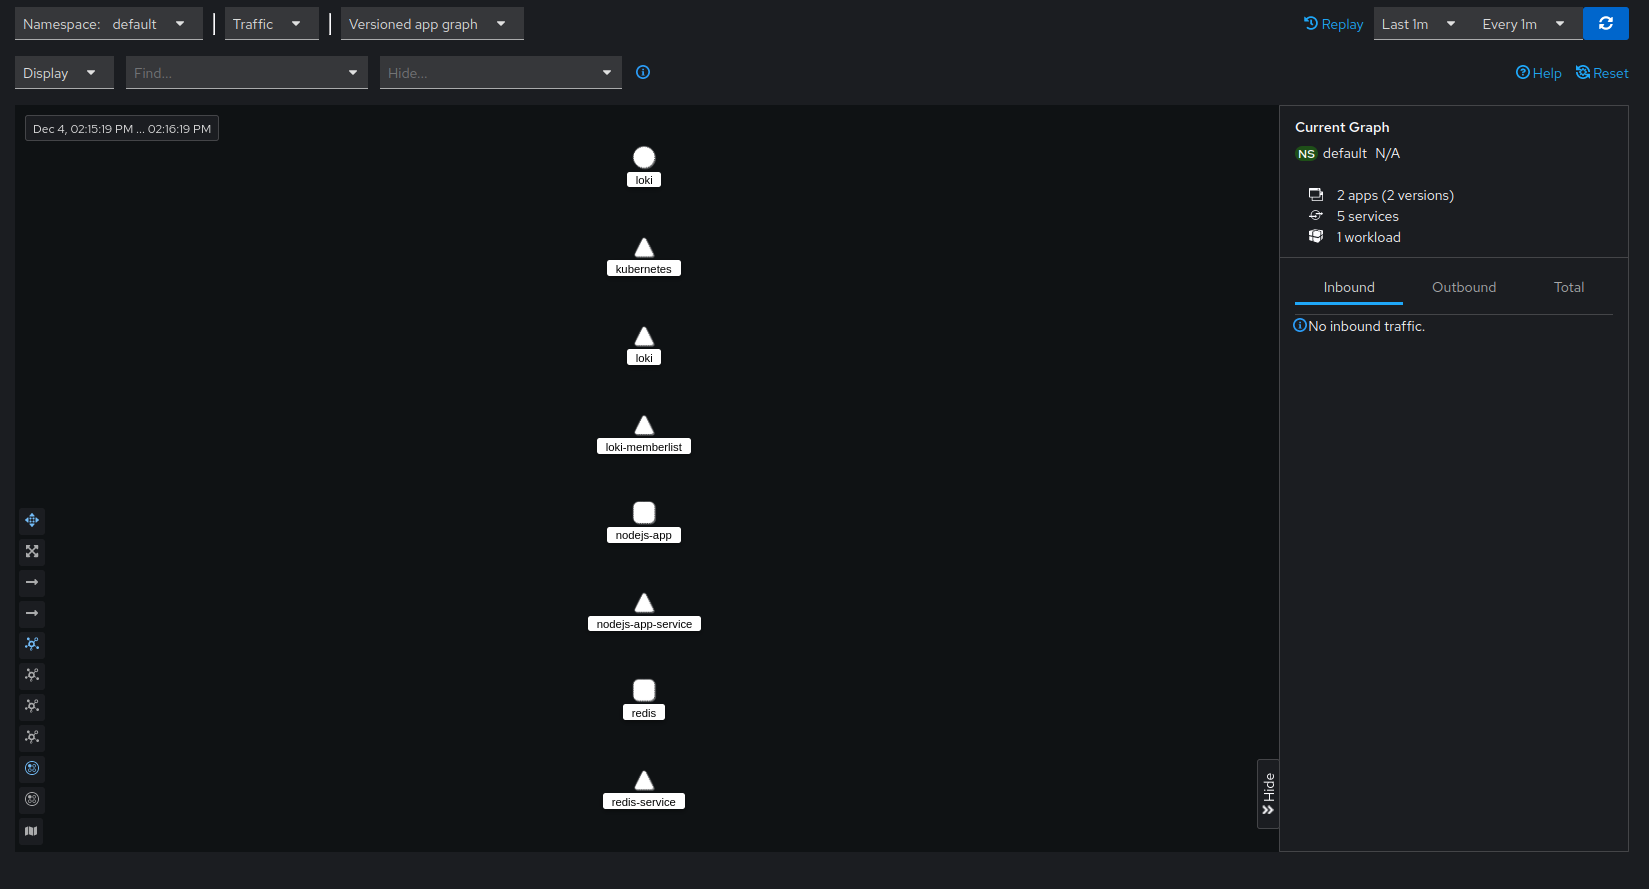 Namespace: default Traffic Versioned app graph Replay Last 1m Every 1m
Display Find... Hide... Help Reset
Dec 4, 02:15:19 PM ... 02:16:19 PM
loki
kubernetes
loki
loki-memberlist
nodejs-app
nodejs-app-service
redis
redis-service
Hide
Current Graph
NS default N/A
2 apps (2 versions)
5 services
1 workload
Inbound Outbound Total
No inbound traffic.